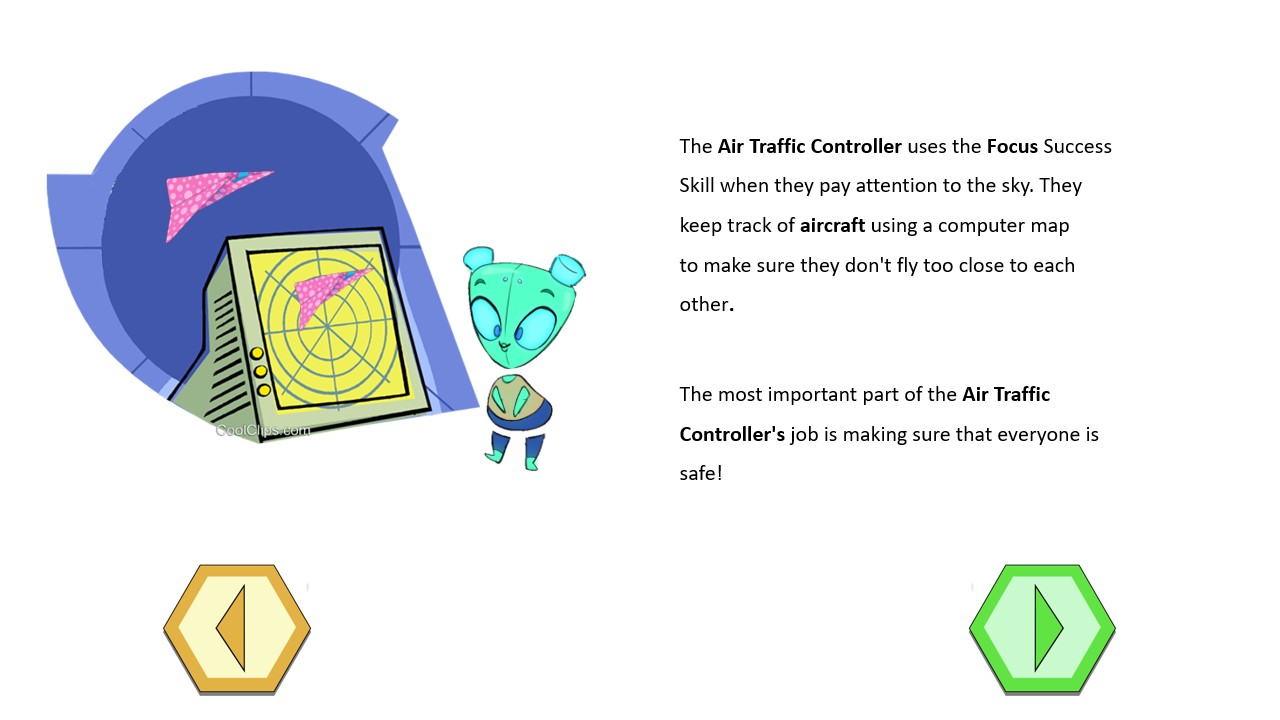 The Air Traffic Controller uses the Focus Success
Skill when they pay attention to the sky. They
keep track of aircraft using a computer map
to make sure they don't fly too close to each
other.
The most important part of the Air Traffic
Controller's job is making sure that everyone is
safe!
CoolClips.com